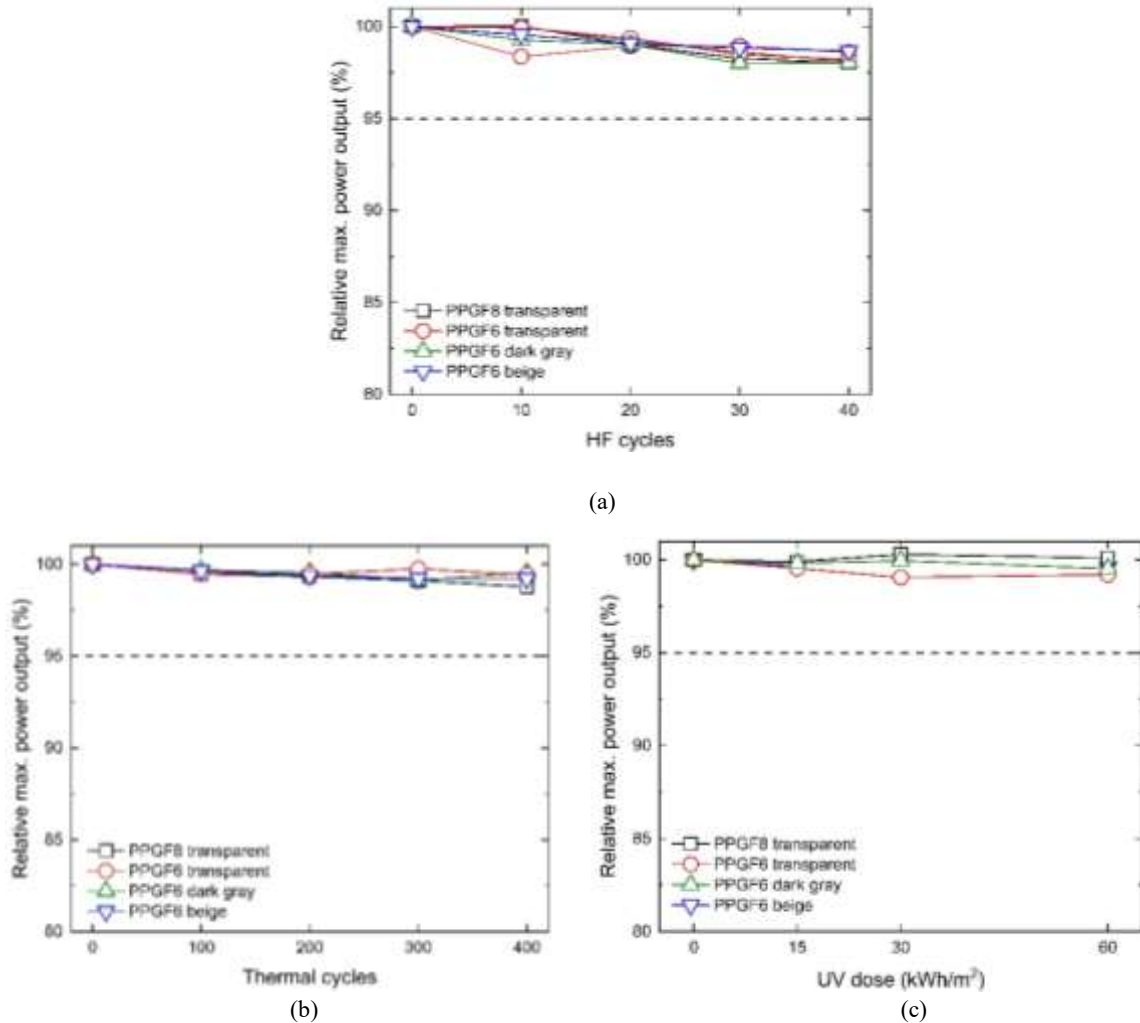 Relative max. power output (%)
100
95
90
85
80
PPGF8 transparent
PPGF6 transparent
PPGF6 dark gray
PPGF6 beige
0 10 20 30 40
HF cycles
(a)
Relative max. power output (%)
100
95
90
85
80
PPGF8 transparent
PPGF6 transparent
PPGF6 dark gray
PPGF6 beige
0 100 200 300 400
Thermal cycles
(b)
Relative max. power output (%)
100
95
90
85
80
PPGF8 transparent
PPGF6 transparent
PPGF6 dark gray
PPGF6 beige
0 15 30 60
UV dose (kWh/m²)
(c)